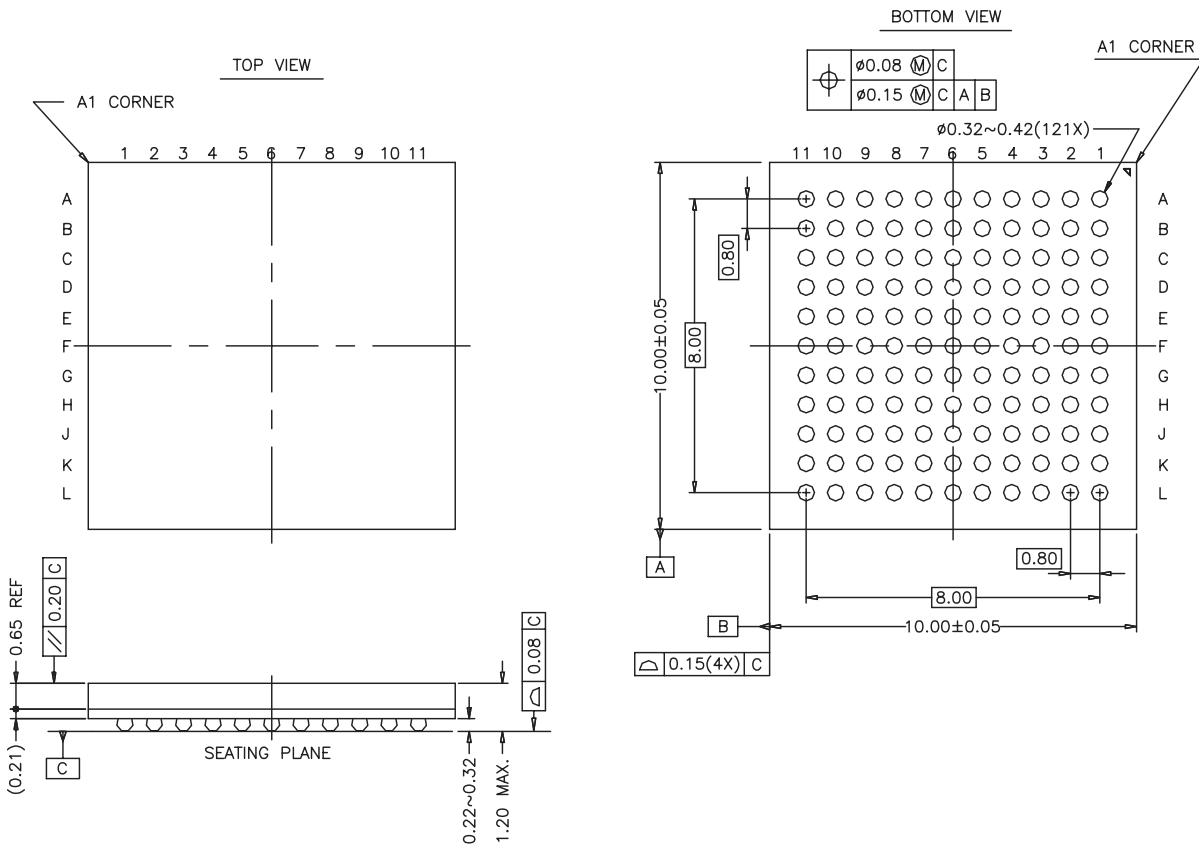 BOTTOM VIEW
TOP VIEW
A1 CORNER
A1 CORNER
⌀0.08 Ⓜ C
⌀0.15 Ⓜ C A B
⌀0.32~0.42(121X)
1 2 3 4 5 6 7 8 9 10 11
11 10 9 8 7 6 5 4 3 2 1
A
B
C
D
E
F
G
H
J
K
L
A
B
C
D
E
F
G
H
J
K
L
0.80
8.00
10.00±0.05
A
0.80
8.00
B
10.00±0.05
0.15(4X) C
0.65 REF
// 0.20 C
(0.21)
C
SEATING PLANE
0.22~0.32
1.20 MAX.
0.08 C